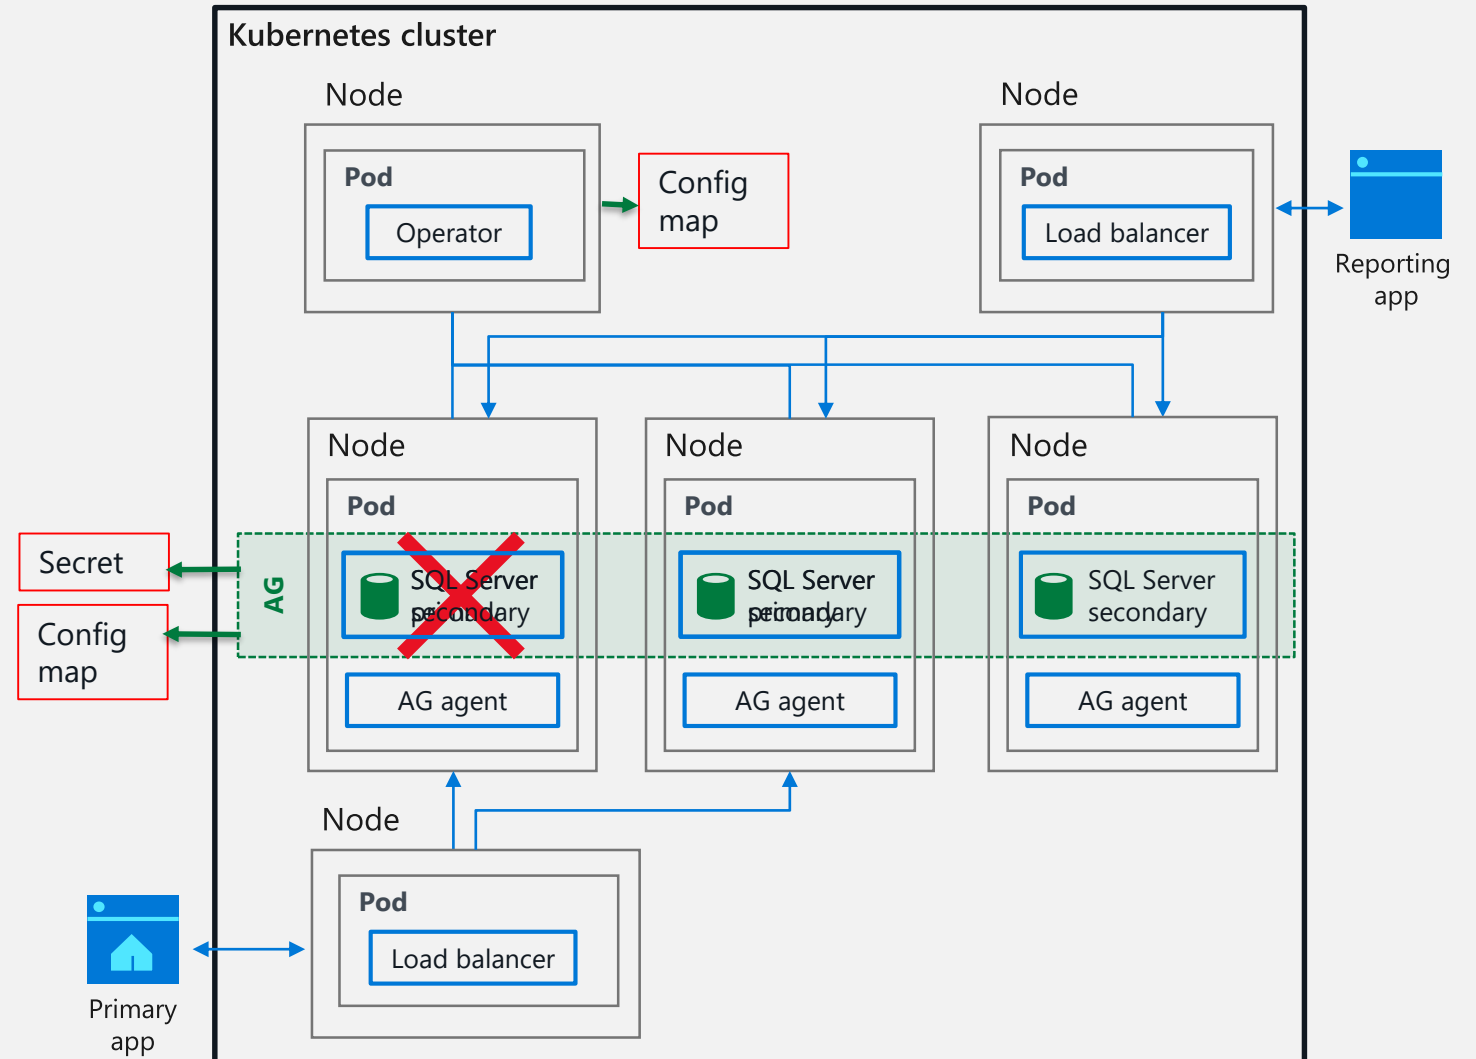 Kubernetes cluster
Node
Node
Pod
Operator
Config
map
Pod
Load balancer
Reporting
app
Node
Node
Node
Pod
Pod
Pod
Secret
Config
map
AG
SQL Server
SQL Server
SQL Server
secondary
AG agent
AG agent
AG agent
Node
Pod
Load balancer
Primary
app